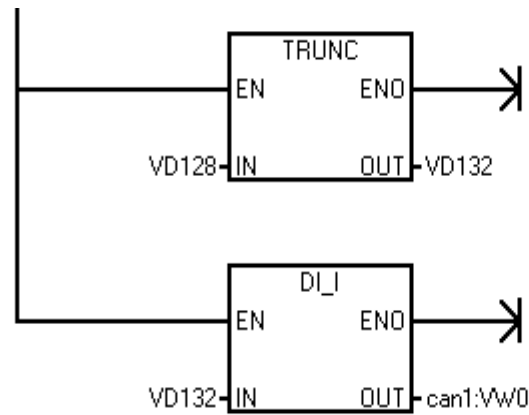 TRUNC
EN ENO
VD128 IN OUT VD132
DI_I
EN ENO
VD132 IN OUT can1:VW0